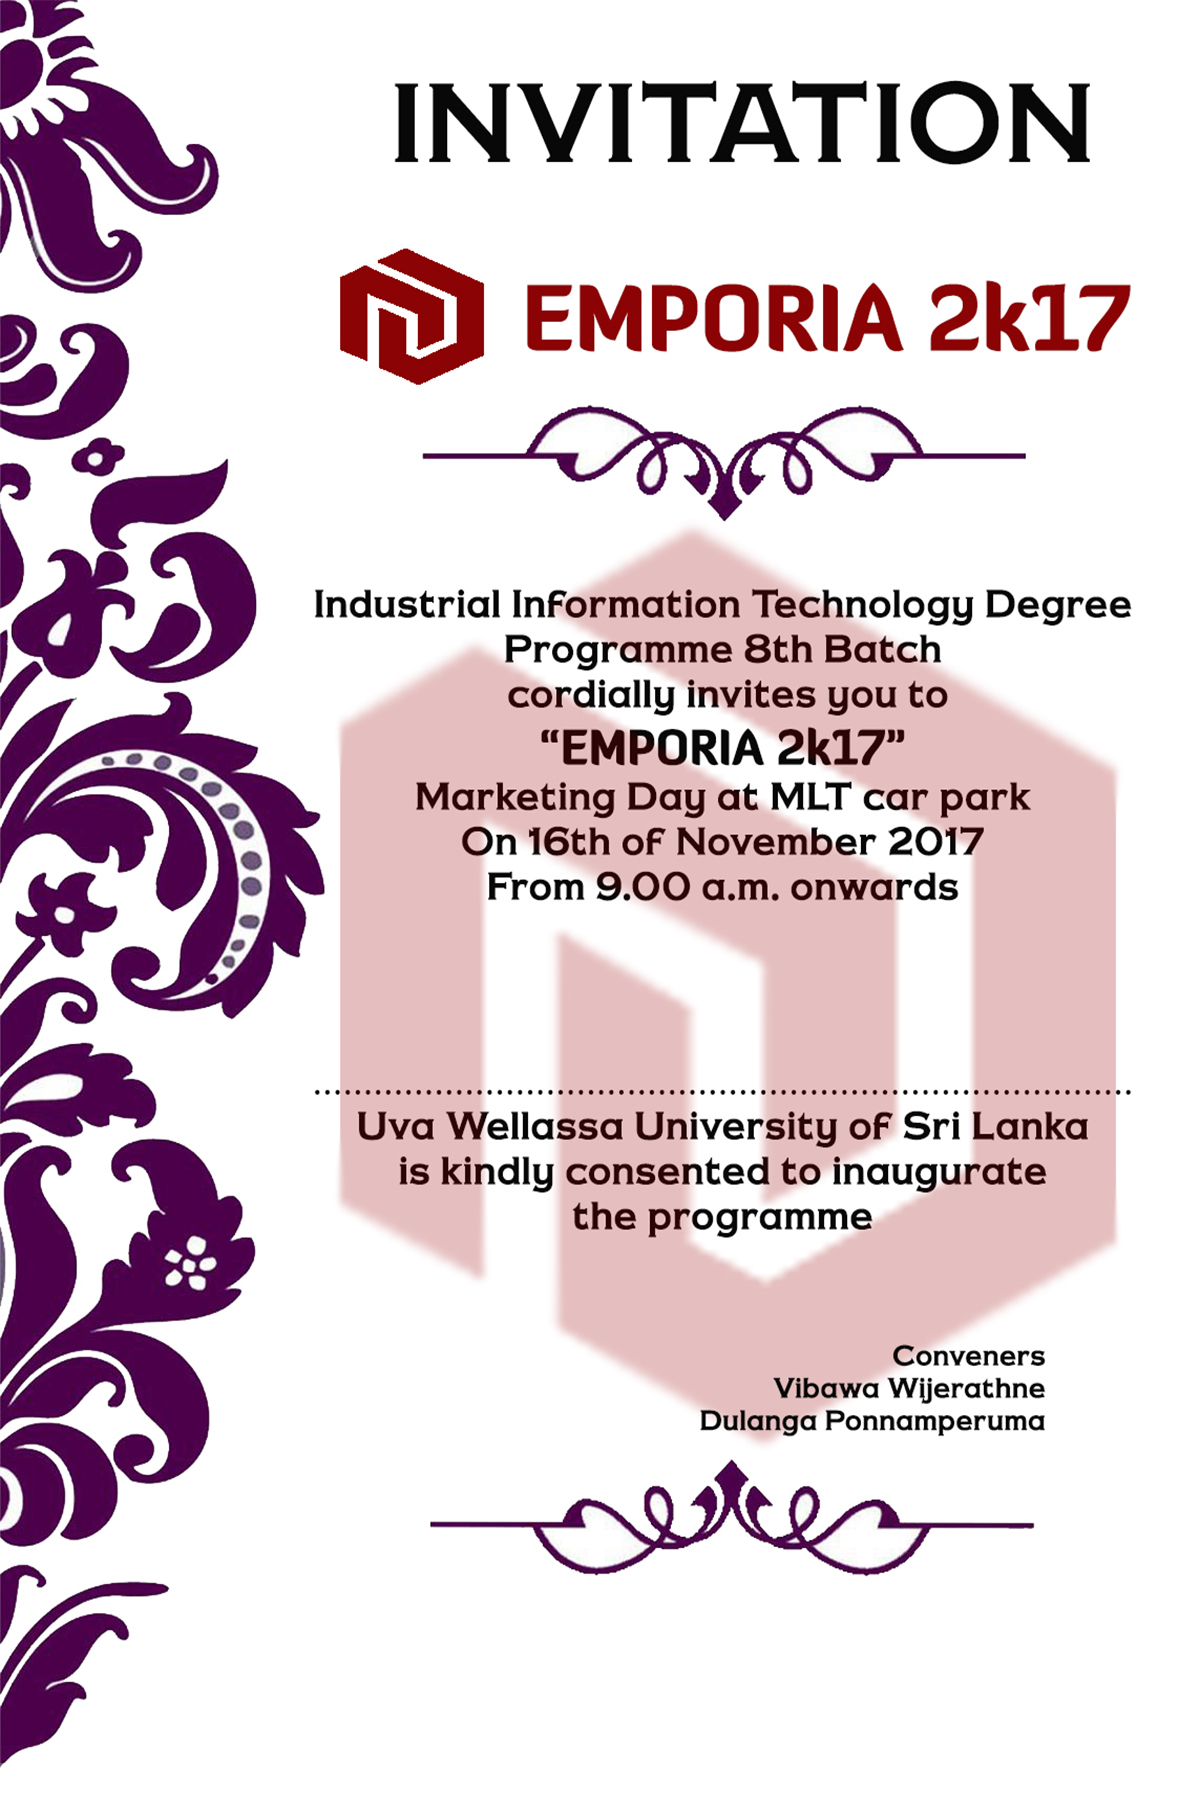 INVITATION
EMPORIA 2k17
Industrial Information Technology Degree
Programme 8th Batch
cordially invites you to
“EMPORIA 2k17”
Marketing Day at MLT car park
On 16th of November 2017
From 9.00 a.m. onwards
....................................................................................
Uva Wellassa University of Sri Lanka
is kindly consented to inaugurate
the programme
Conveners
Vibawa Wijerathne
Dulanga Ponnamperuma